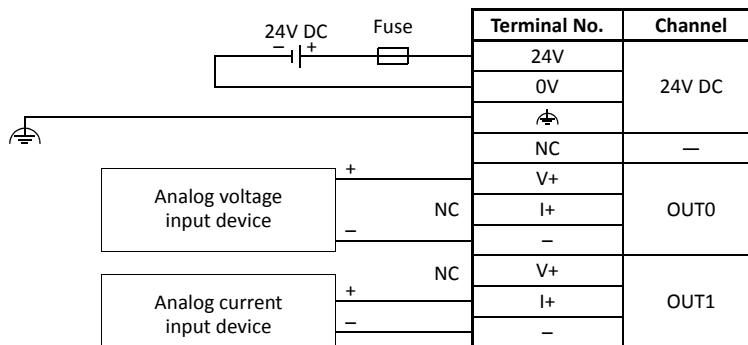 24V DC
– +
Fuse
Terminal No. Channel
24V
0V
24V DC
NC —
Analog voltage
input device
+
–
NC
V+
I+
–
OUT0
Analog current
input device
NC
+
–
V+
I+
–
OUT1